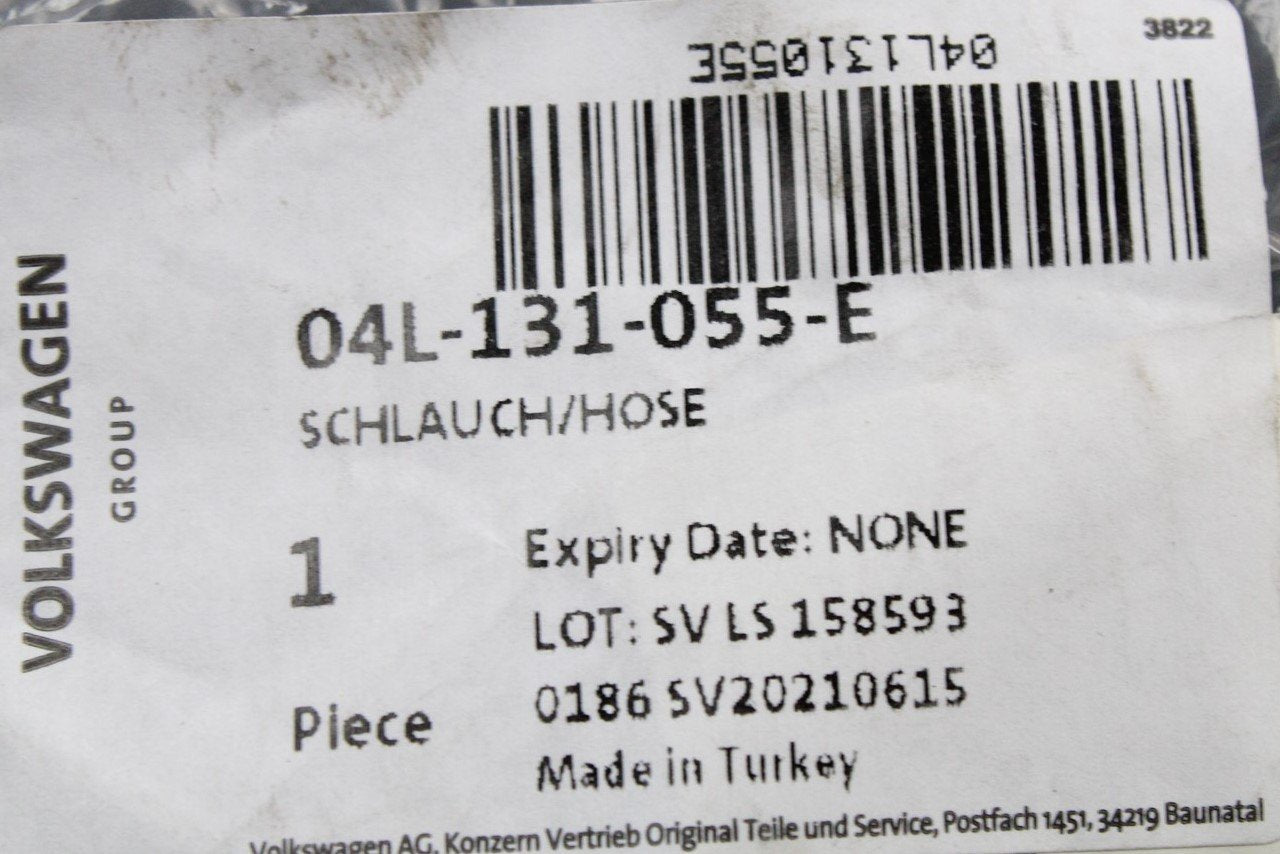 3822
04L131055E
04L-131-055-E
SCHLAUCH/HOSE
VOLKSWAGEN
GROUP
1
Expiry Date: NONE
LOT: SV LS 158593
0186 SV20210615
Piece
Made in Turkey
Volkswagen AG, Konzern Vertrieb Original Teile und Service, Postfach 1451, 34219 Baunatal